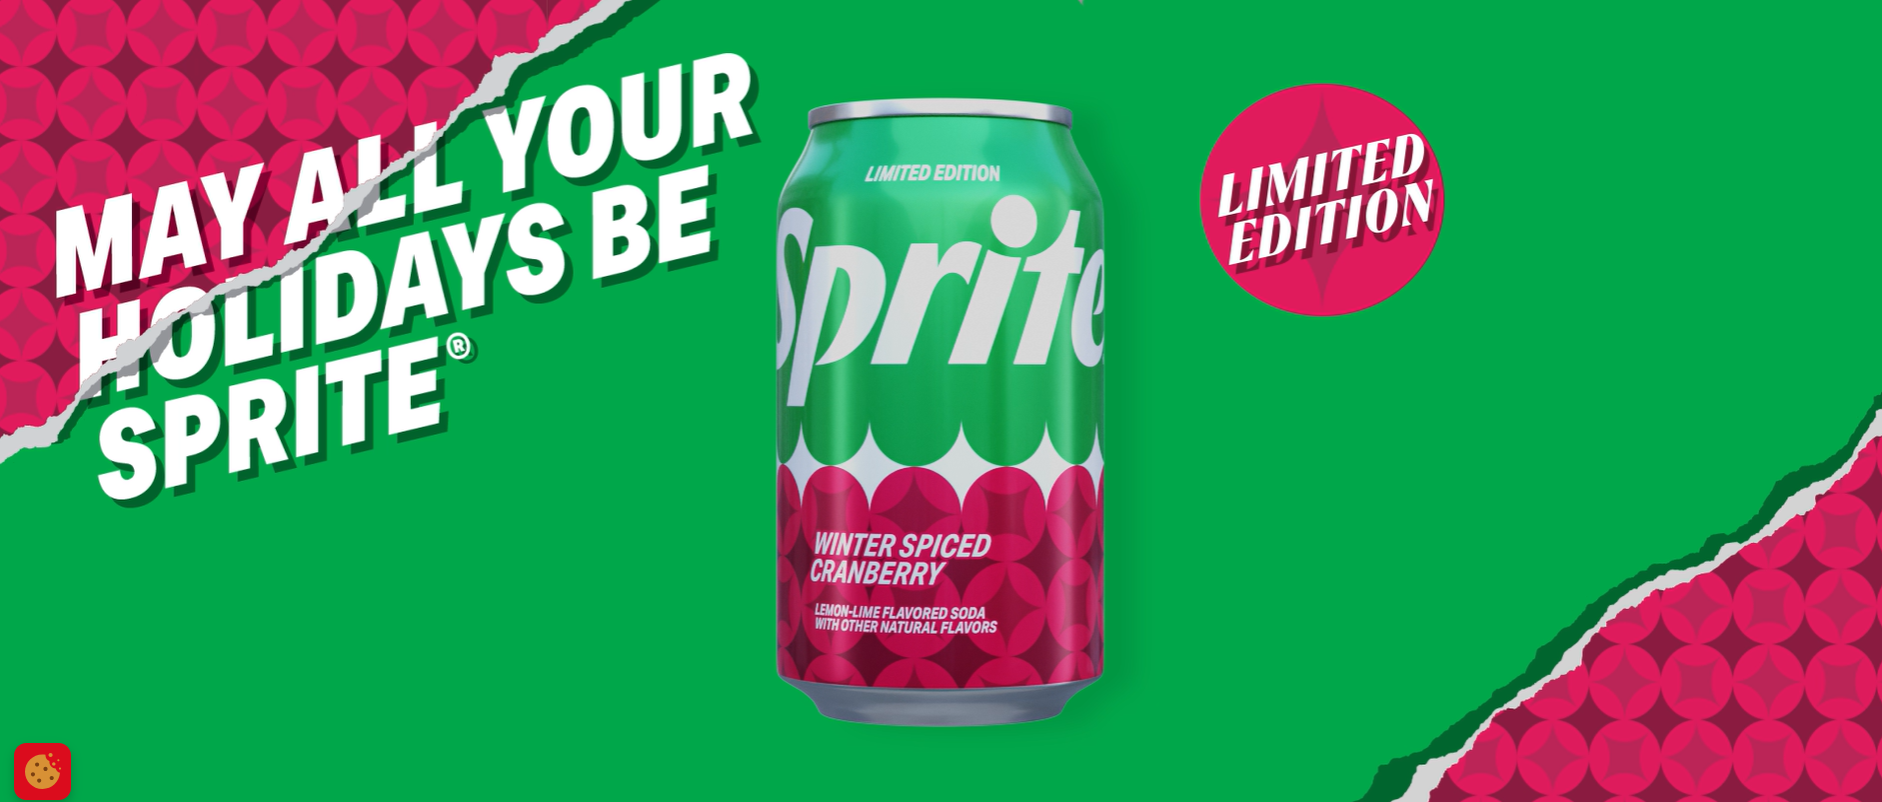 MAY ALL YOUR
HOLIDAYS BE
SPRITE®
LIMITED EDITION
Sprite
WINTER SPICED
CRANBERRY
LEMON-LIME FLAVORED SODA
WITH OTHER NATURAL FLAVORS
LIMITED
EDITION